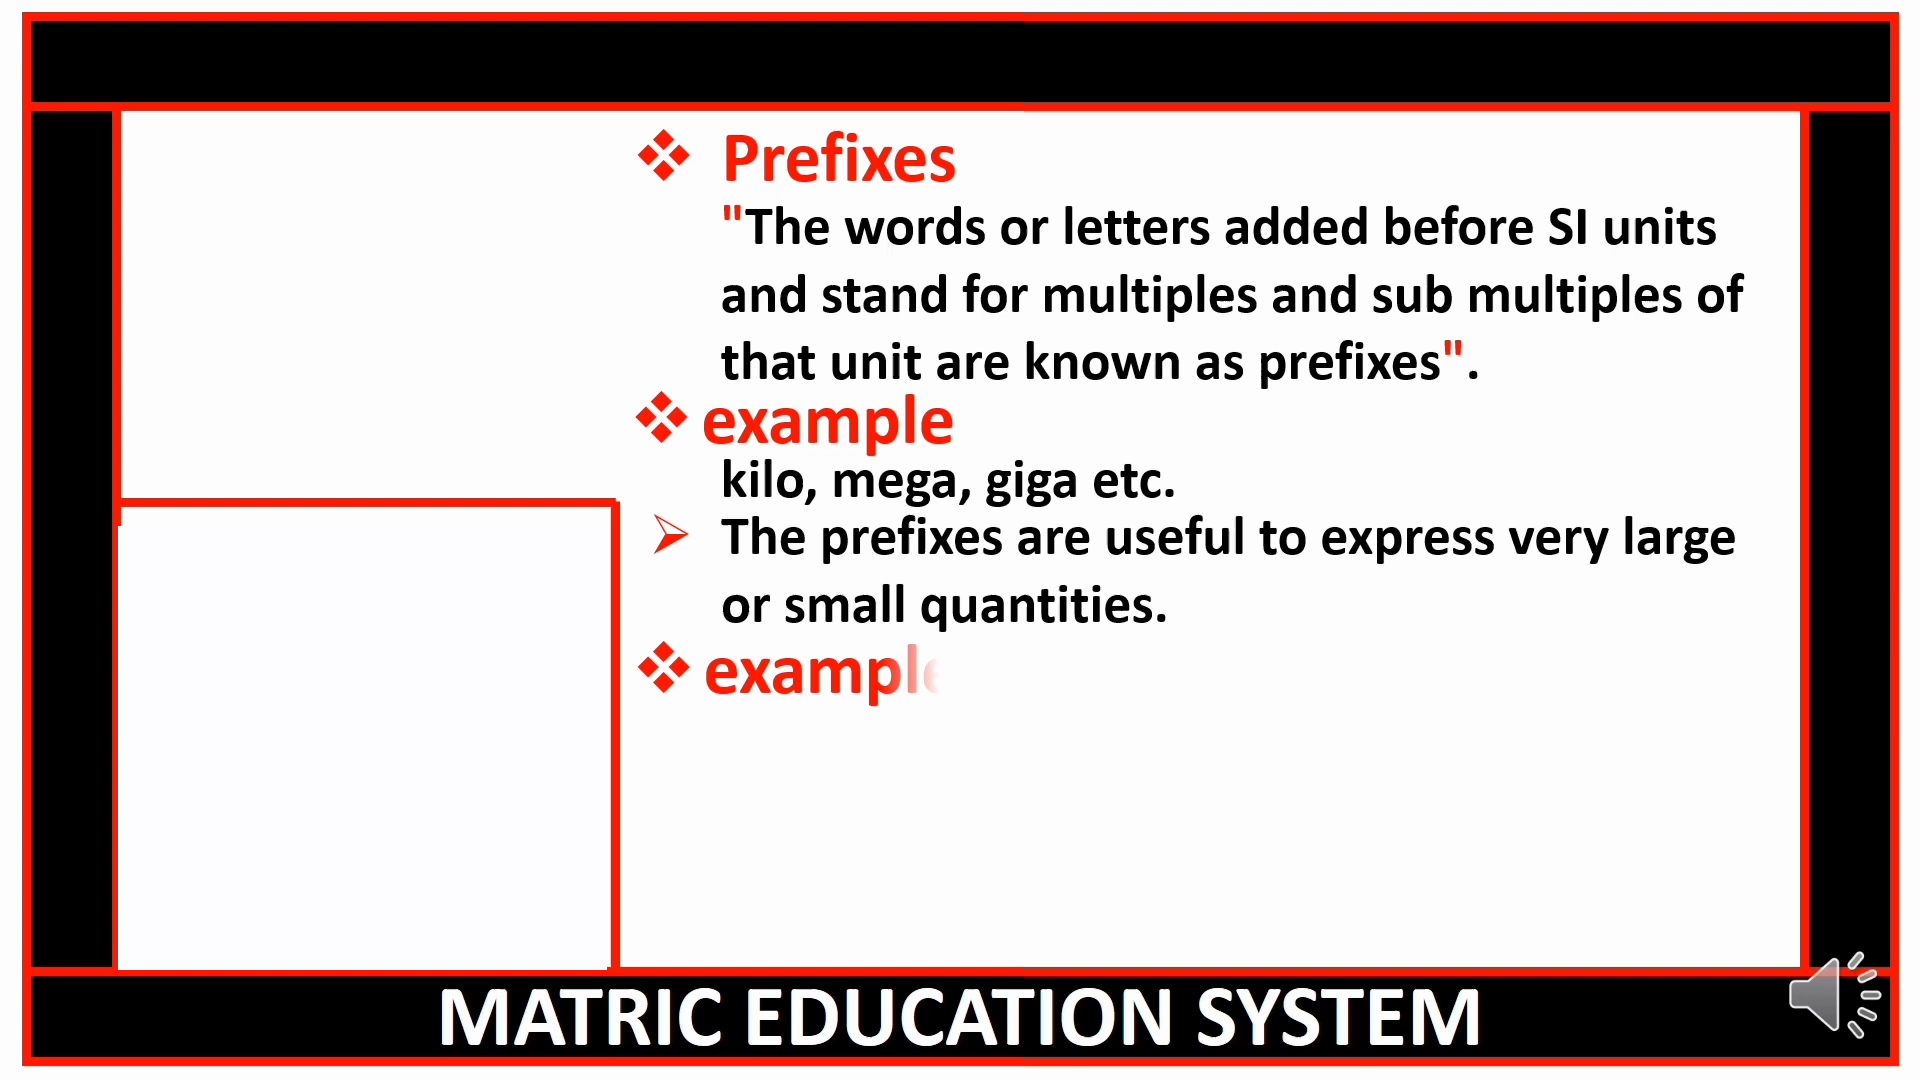 ❖ Prefixes
"The words or letters added before SI units
and stand for multiples and sub multiples of
that unit are known as prefixes".
❖ example
kilo, mega, giga etc.
➢ The prefixes are useful to express very large
or small quantities.
❖ example
MATRIC EDUCATION SYSTEM